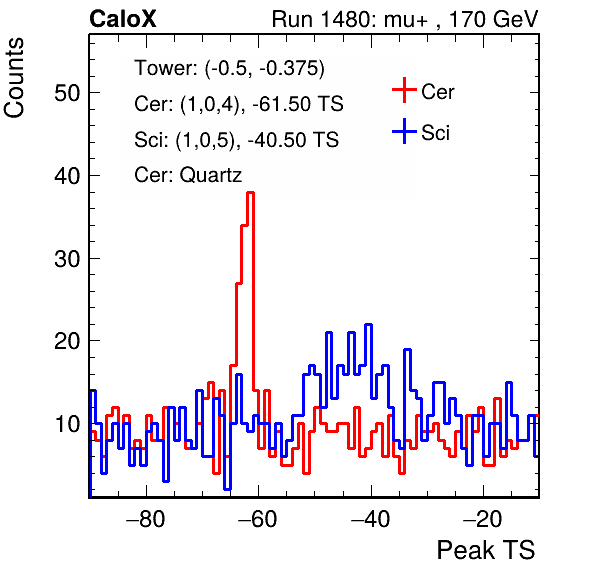 CaloX Run 1480: mu+ , 170 GeV
Counts
Tower: (-0.5, -0.375)
Cer: (1,0,4), -61.50 TS
Sci: (1,0,5), -40.50 TS
Cer: Quartz
Cer
Sci
50
40
30
20
10
−80 −60 −40 −20
Peak TS